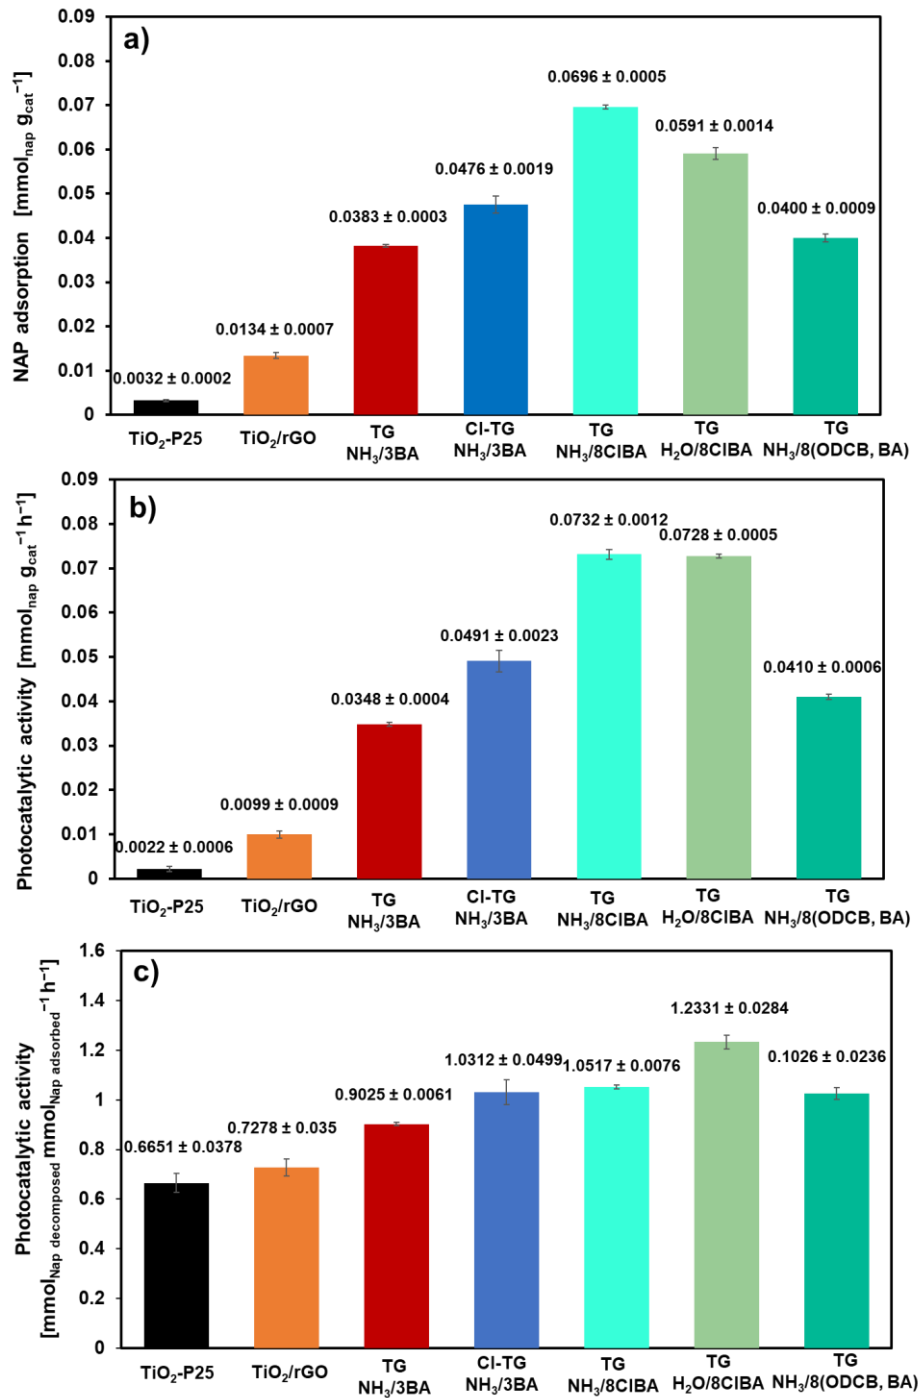 a)
NAP adsorption [mmol_nap g_cat⁻¹]
0.09
0.08
0.07
0.06
0.05
0.04
0.03
0.02
0.01
0
0.0032 ± 0.0002
0.0134 ± 0.0007
0.0383 ± 0.0003
0.0476 ± 0.0019
0.0696 ± 0.0005
0.0591 ± 0.0014
0.0400 ± 0.0009
TiO₂-P25
TiO₂/rGO
TG
NH₃/3BA
Cl-TG
NH₃/3BA
TG
NH₃/8ClBA
TG
H₂O/8ClBA
TG
NH₃/8(ODCB, BA)
b)
Photocatalytic activity [mmol_nap g_cat⁻¹ h⁻¹]
0.09
0.08
0.07
0.06
0.05
0.04
0.03
0.02
0.01
0
0.0022 ± 0.0006
0.0099 ± 0.0009
0.0348 ± 0.0004
0.0491 ± 0.0023
0.0732 ± 0.0012
0.0728 ± 0.0005
0.0410 ± 0.0006
TiO₂-P25
TiO₂/rGO
TG
NH₃/3BA
Cl-TG
NH₃/3BA
TG
NH₃/8ClBA
TG
H₂O/8ClBA
TG
NH₃/8(ODCB, BA)
c)
Photocatalytic activity
[mmol_Nap decomposed mmol_Nap adsorbed⁻¹ h⁻¹]
1.6
1.4
1.2
1
0.8
0.6
0.4
0.2
0
0.6651 ± 0.0378
0.7278 ± 0.035
0.9025 ± 0.0061
1.0312 ± 0.0499
1.0517 ± 0.0076
1.2331 ± 0.0284
0.1026 ± 0.0236
TiO₂-P25
TiO₂/rGO
TG
NH₃/3BA
Cl-TG
NH₃/3BA
TG
NH₃/8ClBA
TG
H₂O/8ClBA
TG
NH₃/8(ODCB, BA)